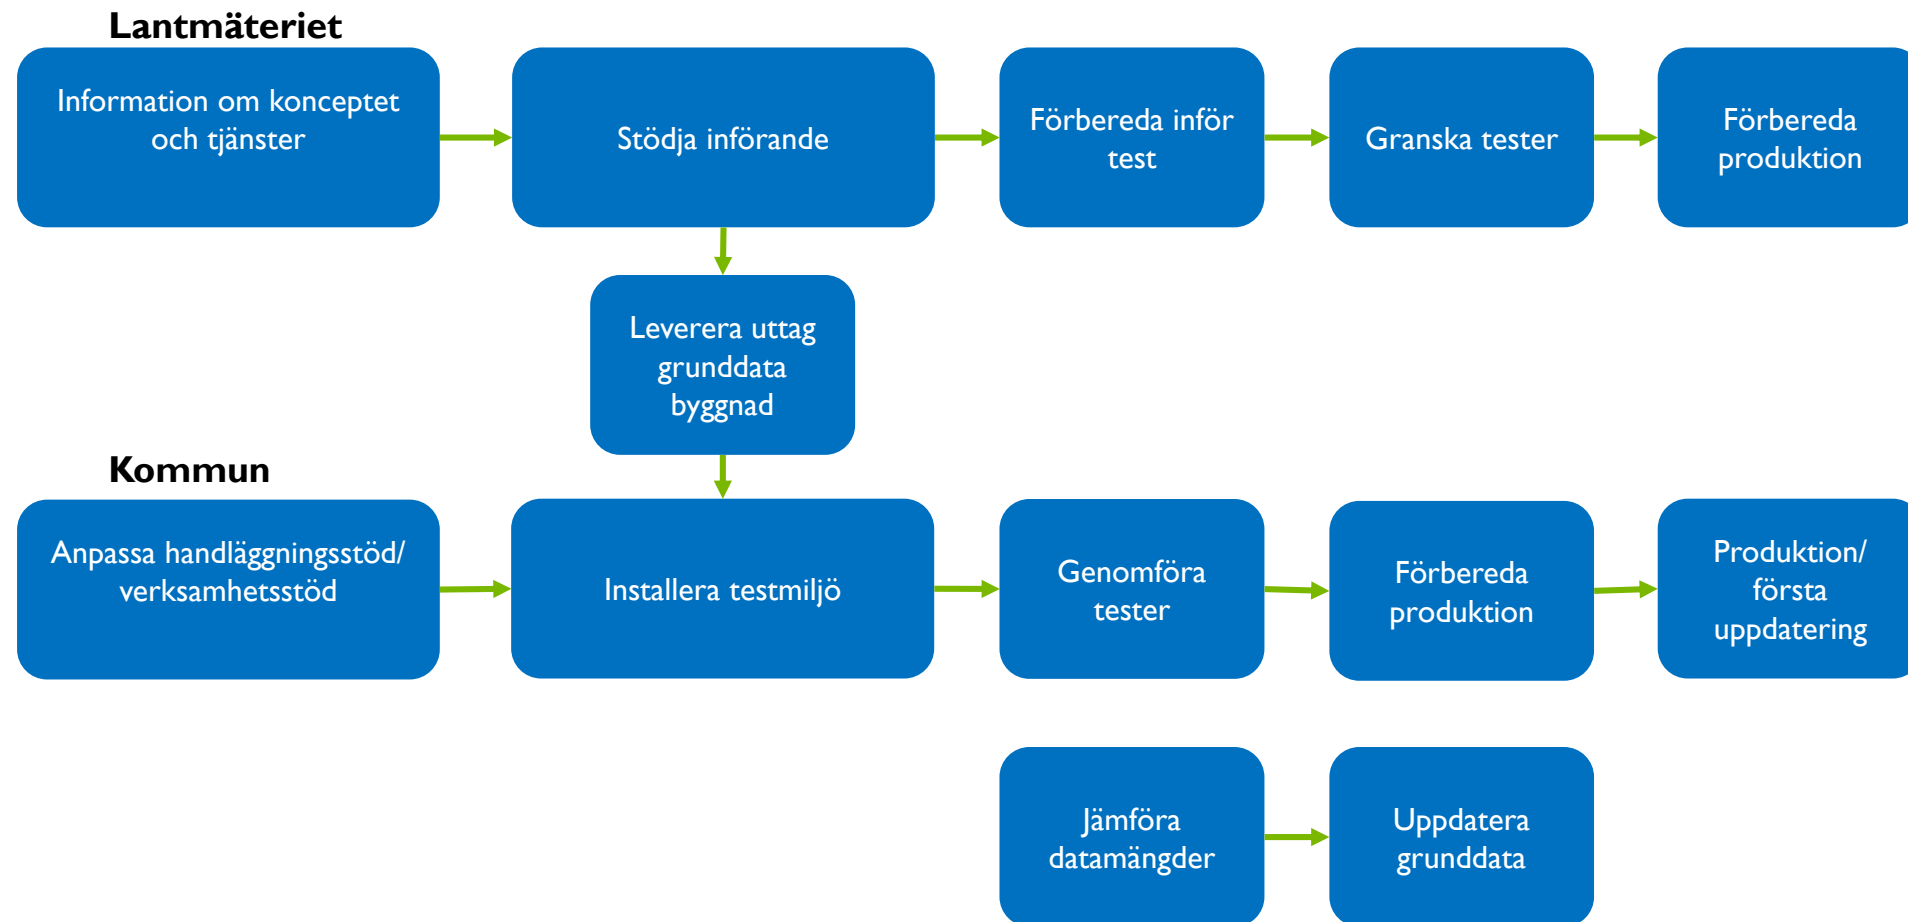 Lantmäteriet
Information om konceptet
och tjänster
Stödja införande
Förbereda inför
test
Granska tester
Förbereda
produktion
Leverera uttag
grunddata
byggnad
Kommun
Anpassa handläggningsstöd/
verksamhetsstöd
Installera testmiljö
Genomföra
tester
Förbereda
produktion
Produktion/
första
uppdatering
Jämföra
datamängder
Uppdatera
grunddata